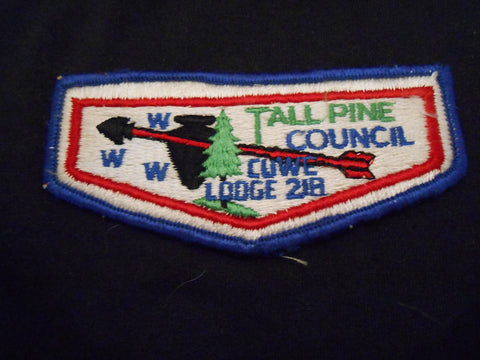 W
W
W
TALL PINE
COUNCIL
CUWE
LODGE 218